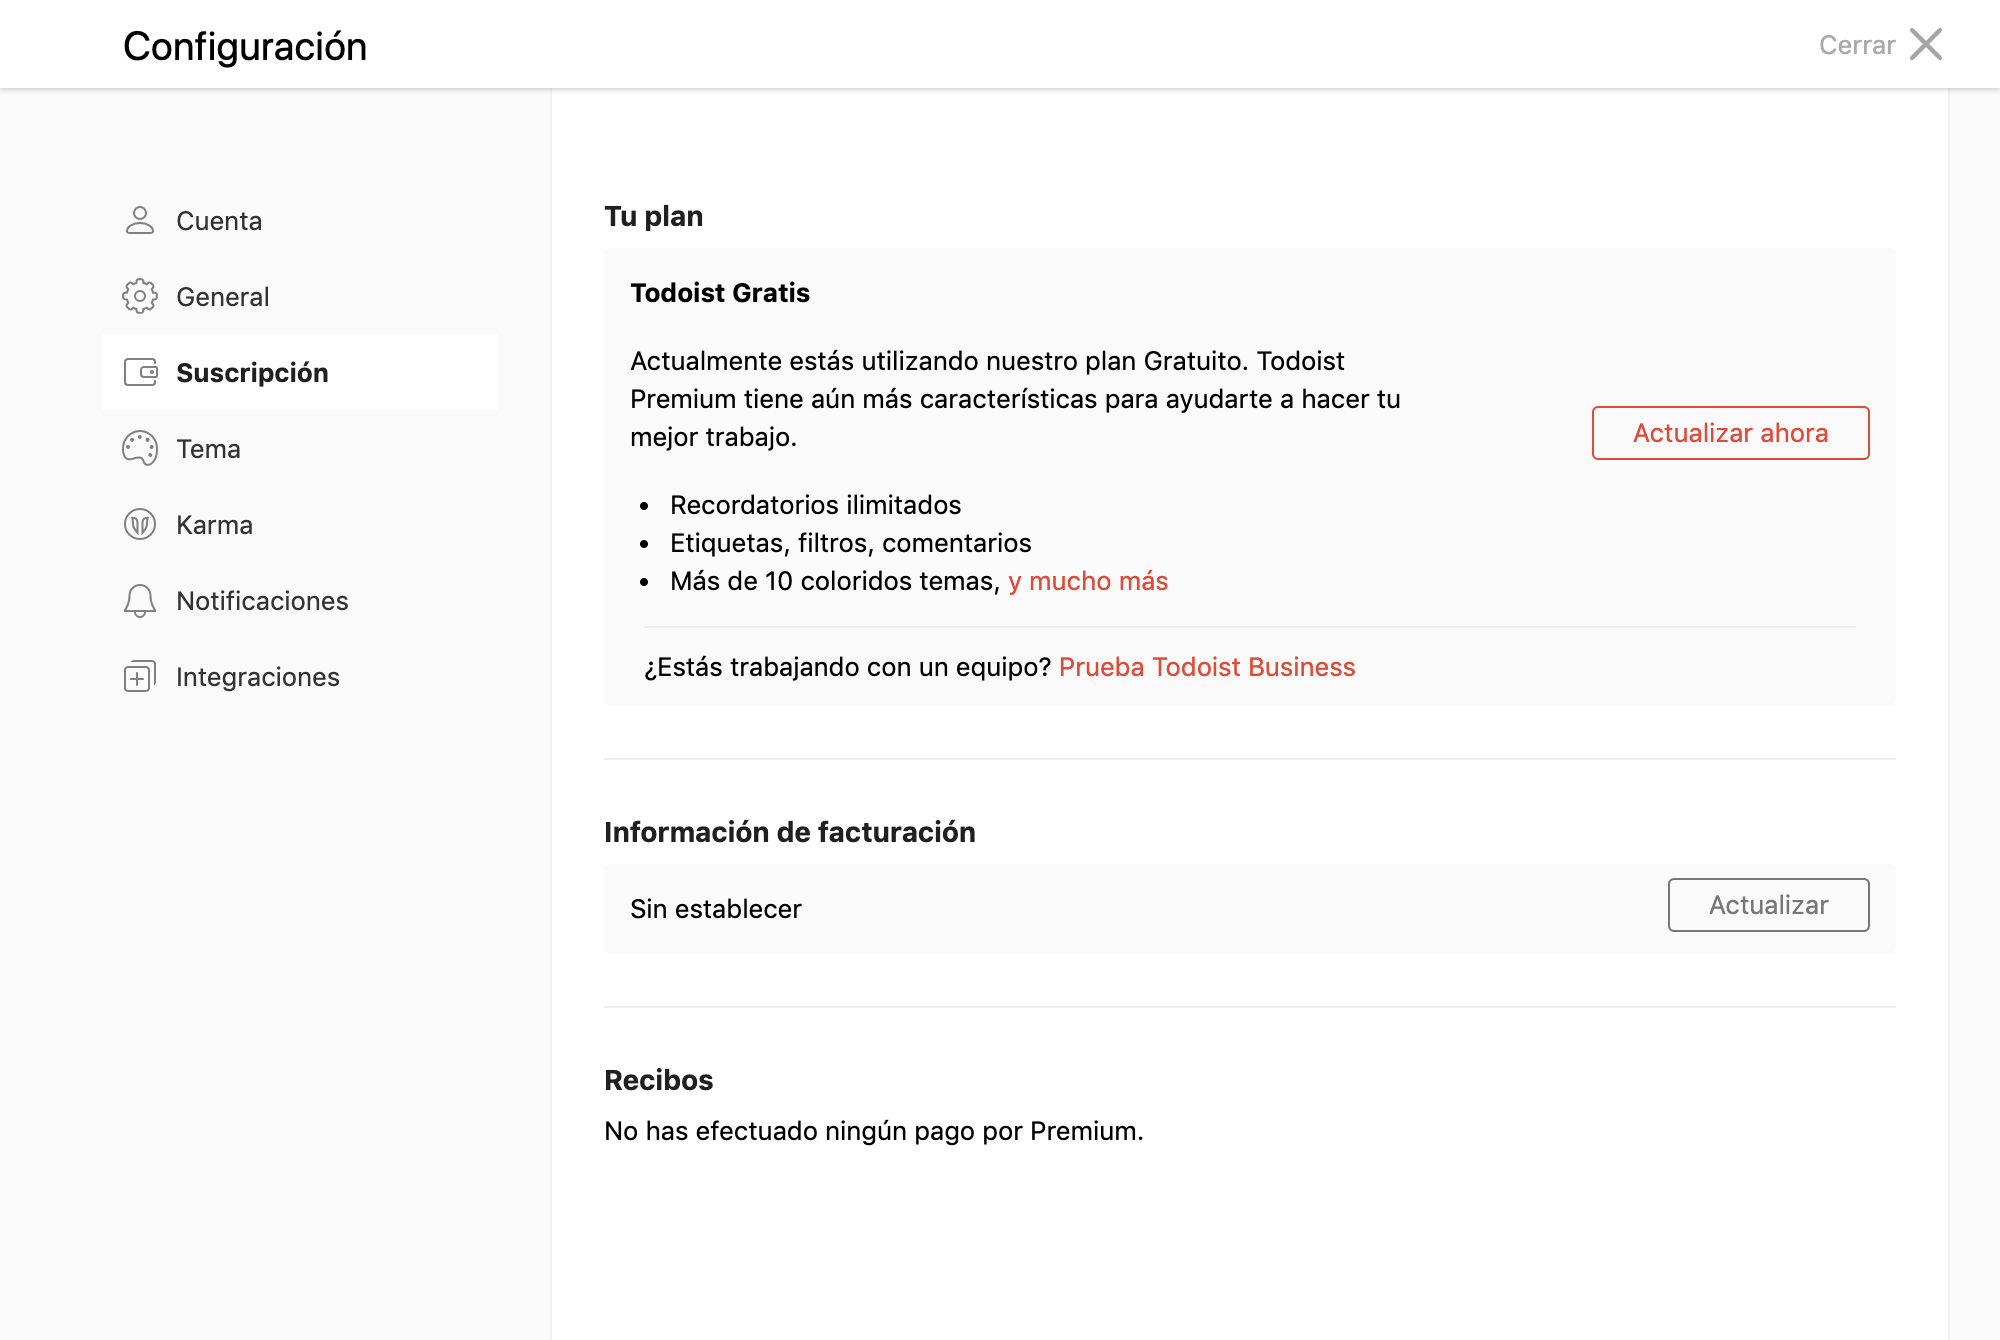 Configuración
Cerrar
Cuenta
General
Suscripción
Tema
Karma
Notificaciones
Integraciones
Tu plan
Todoist Gratis
Actualmente estás utilizando nuestro plan Gratuito. Todoist
Premium tiene aún más características para ayudarte a hacer tu
mejor trabajo.
Actualizar ahora
• Recordatorios ilimitados
• Etiquetas, filtros, comentarios
• Más de 10 coloridos temas, y mucho más
¿Estás trabajando con un equipo? Prueba Todoist Business
Información de facturación
Sin establecer
Actualizar
Recibos
No has efectuado ningún pago por Premium.